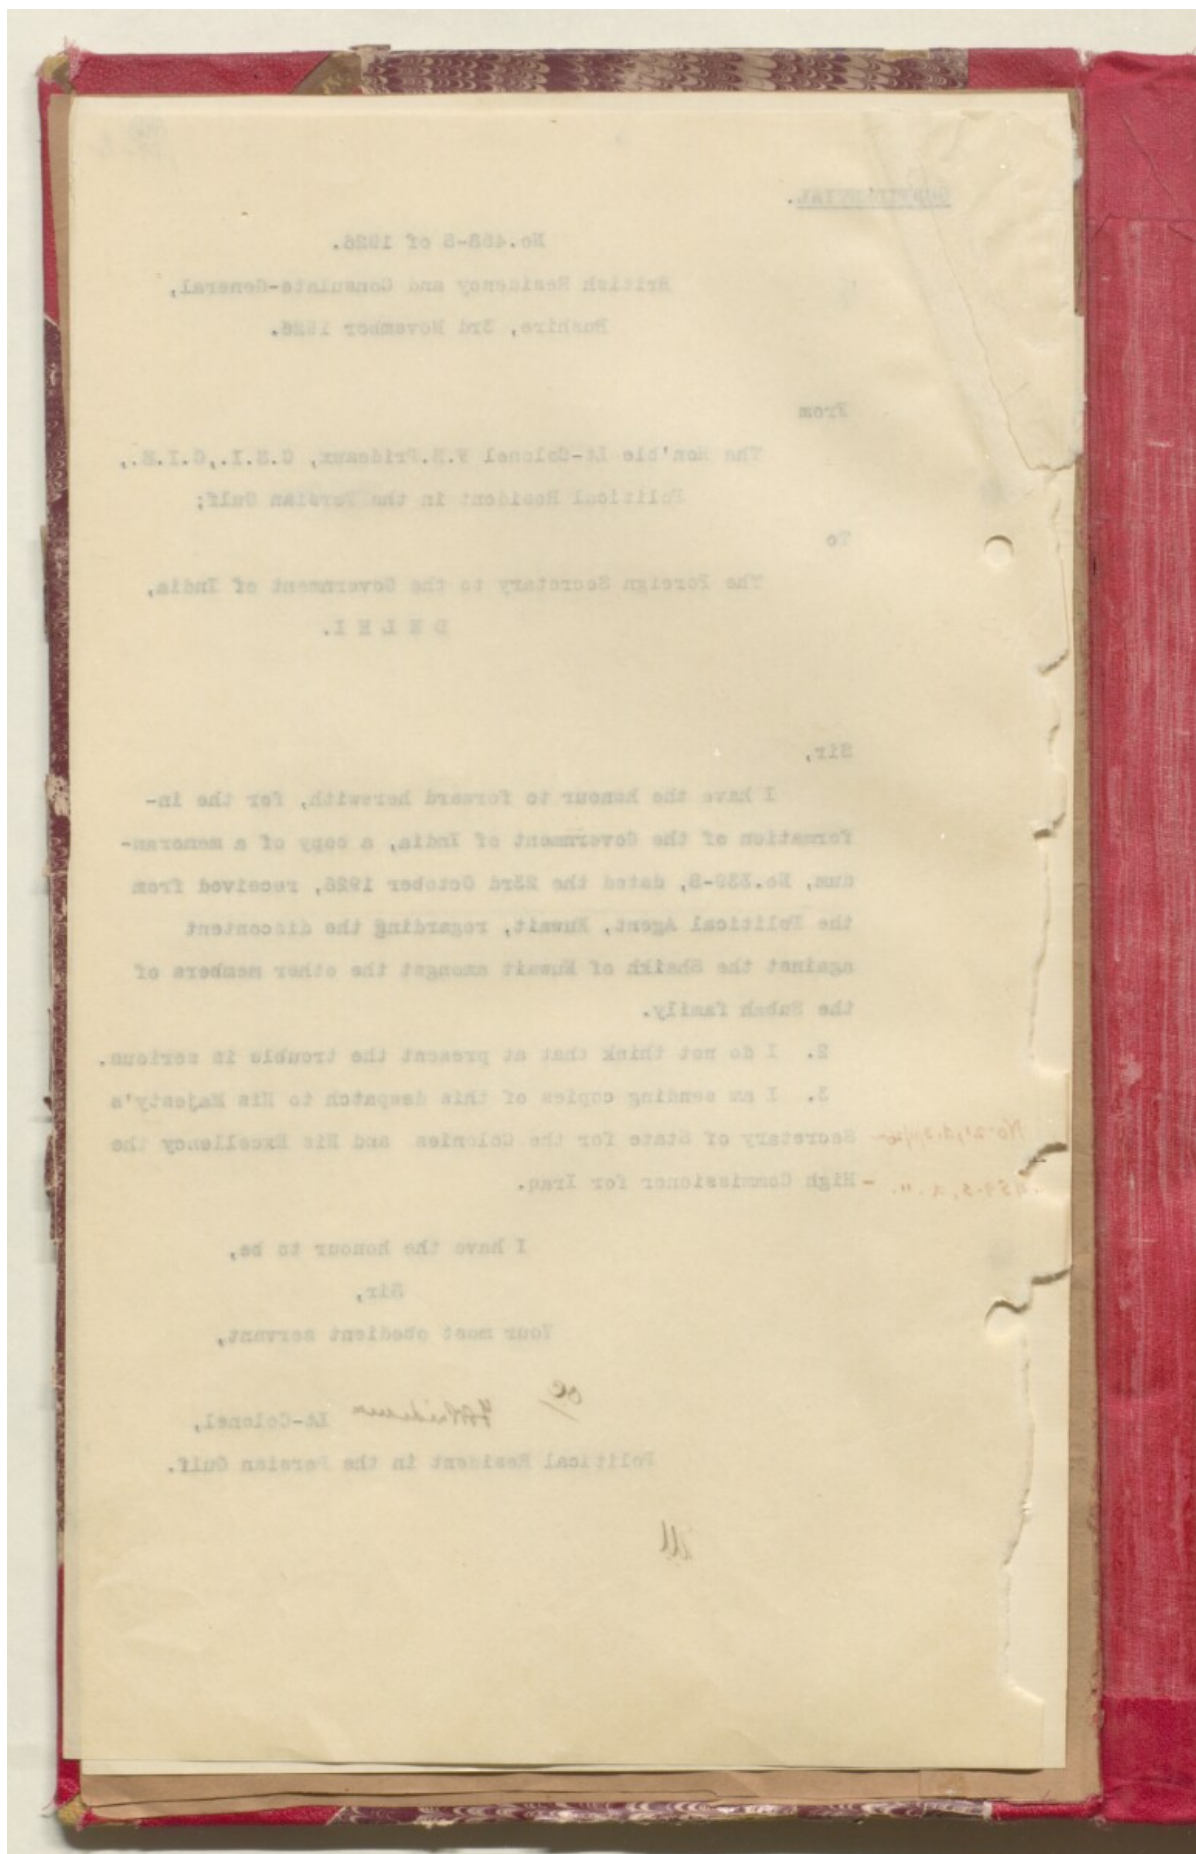 CONFIDENTIAL.
No.458-S of 1926.
British Residency and Consulate-General,
Bushire, 3rd November 1926.
From
The Hon'ble Lt-Colonel F.B.Prideaux, C.S.I.,C.I.E.,
Political Resident in the Persian Gulf;
To
The Foreign Secretary to the Government of India,
D E L H I.
Sir,
I have the honour to forward herewith, for the in-
formation of the Government of India, a copy of a memoran-
dum, No.339-S, dated the 23rd October 1926, received from
the Political Agent, Kuwait, regarding the discontent
against the Shaikh of Kuwait amongst the other members of
the Subah family.
2. I do not think that at present the trouble is serious.
3. I am sending copies of this despatch to His Majesty's
Secretary of State for the Colonies and His Excellency the
High Commissioner for Iraq.
I have the honour to be,
Sir,
Your most obedient servant,
F B Prideaux Lt-Colonel,
Political Resident in the Persian Gulf.